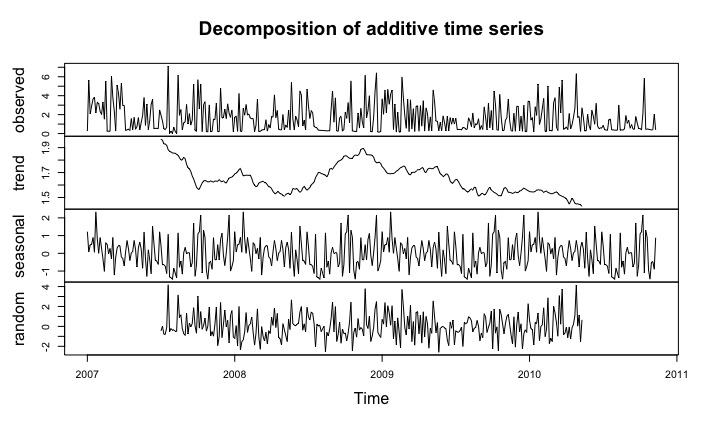 Decomposition of additive time series
observed
0 2 4 6
trend
1.5 1.7 1.9
seasonal
-1 0 1 2
random
-2 0 2 4
2007 2008 2009 2010 2011
Time